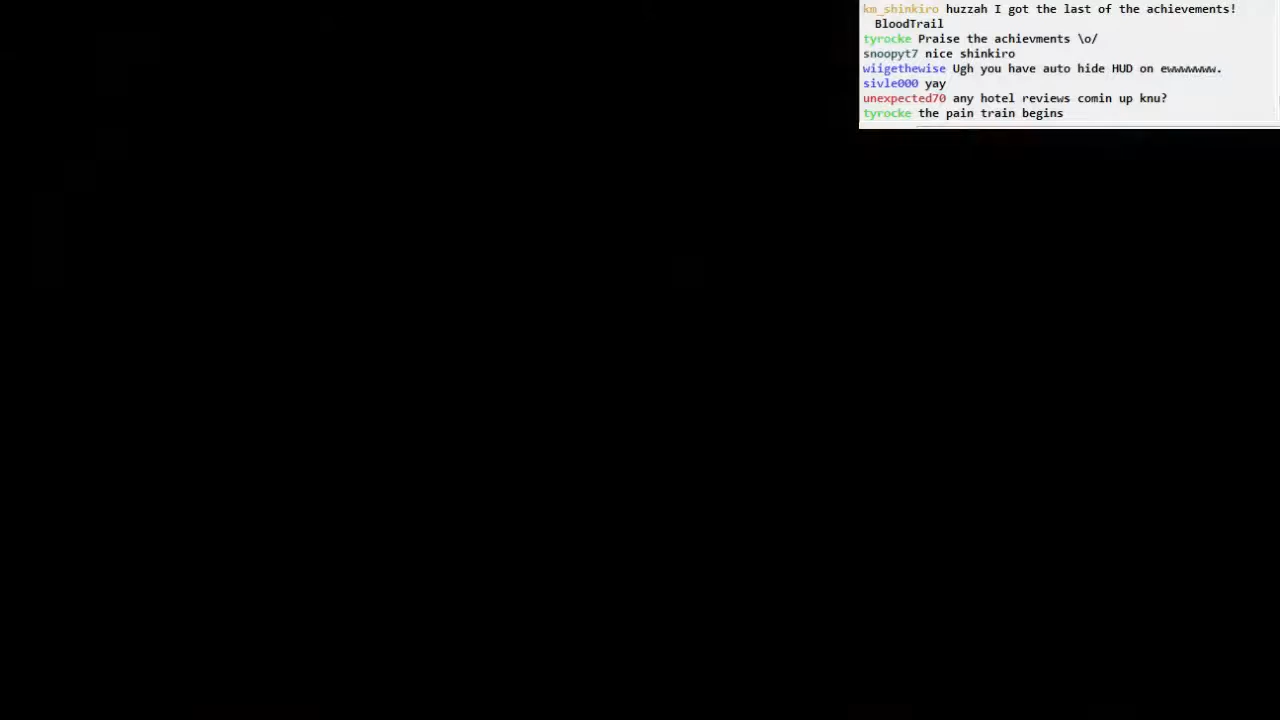 km_shinkiro huzzah I got the last of the achievements!
BloodTrail
tyrocke Praise the achievments \o/
snoopyt7 nice shinkiro
wiigethewise Ugh you have auto hide HUD on ewwwwww.
sivle000 yay
unexpected70 any hotel reviews comin up knu?
tyrocke the pain train begins